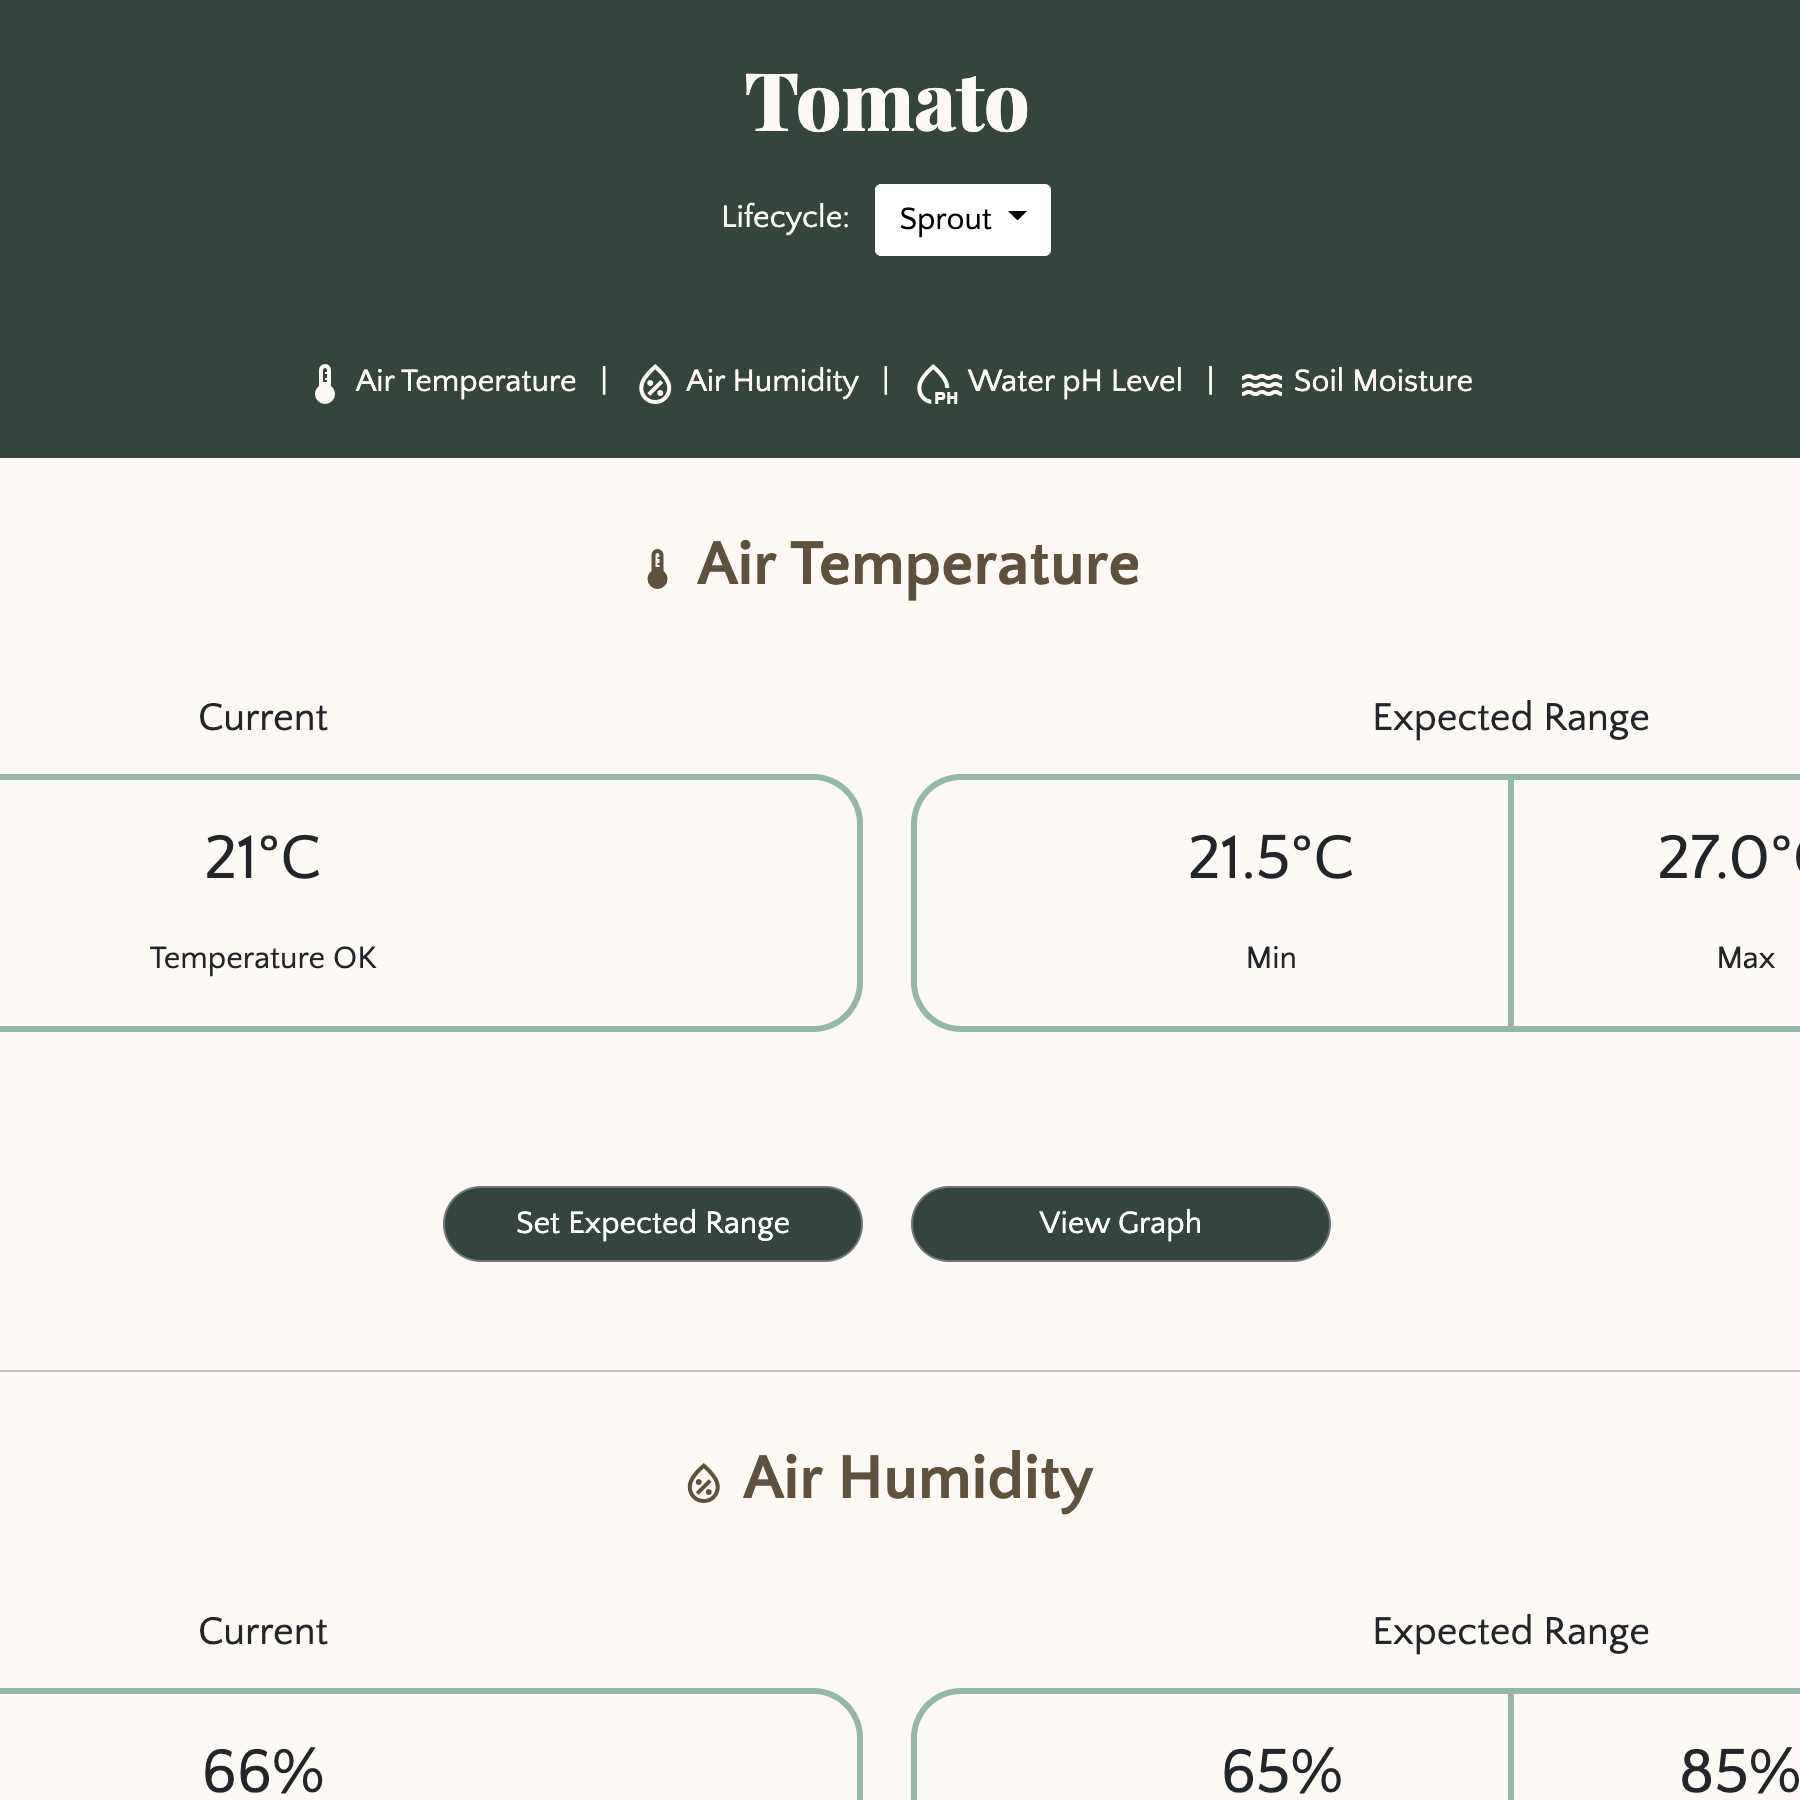 Tomato
Lifecycle: Sprout
Air Temperature | Air Humidity | PH Water pH Level | Soil Moisture
Air Temperature
Current
Expected Range
21°C
21.5°C
27.0°C
Temperature OK
Min
Max
Set Expected Range
View Graph
Air Humidity
Current
Expected Range
66%
65%
85%